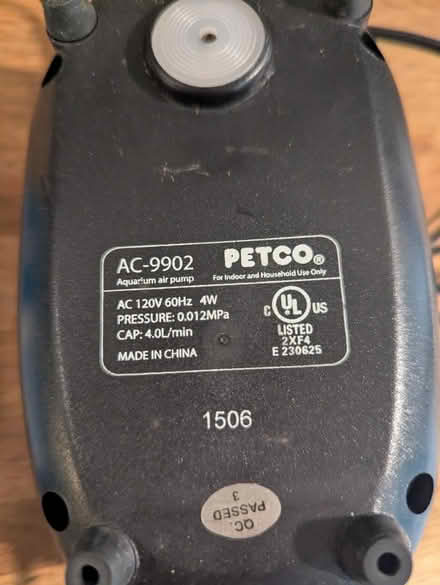 AC-9902
Aquarium air pump
PETCO®
For Indoor and Household Use Only
AC 120V 60Hz 4W
PRESSURE: 0.012MPa
CAP: 4.0L/min
MADE IN CHINA
C UL US
LISTED
2XF4
E 230625
1506
QC.
PASSED
3